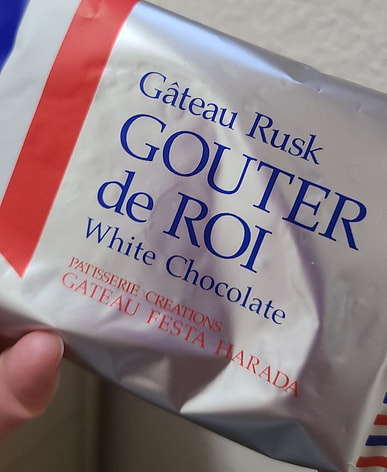 Gâteau Rusk
GOUTER
de ROI
White Chocolate
PATISSERIE CREATIONS
GATEAU FESTA HARADA